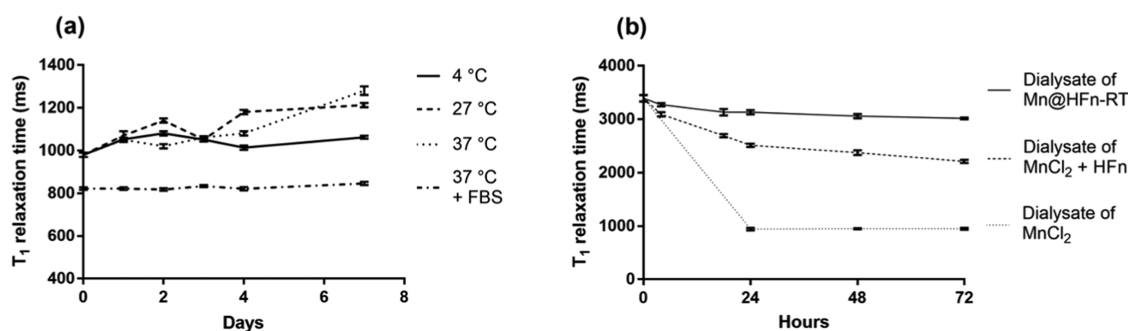 (a)
T1 relaxation time (ms)
1400
1200
1000
800
600
400
0
2
4
6
8
Days
4 °C
27 °C
37 °C
37 °C
+ FBS
(b)
T1 relaxation time (ms)
4000
3000
2000
1000
0
0
24
48
72
Hours
Dialysate of
Mn@HFn-RT
Dialysate of
MnCl2 + HFn
Dialysate of
MnCl2